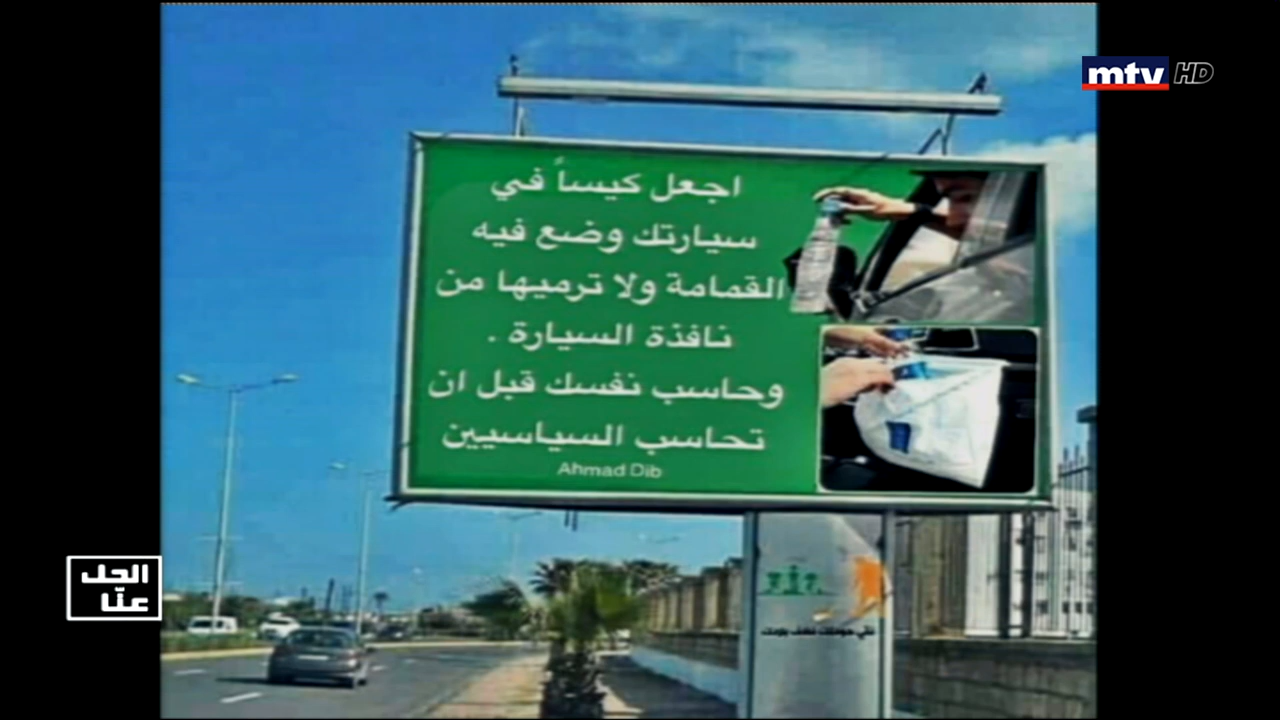 mtv HD
اجعل كيساً في
سيارتك وضع فيه
القمامة ولا ترميها من
نافذة السيارة .
وحاسب نفسك قبل ان
تحاسب السياسيين
Ahmad Dib
الحل
عنّا